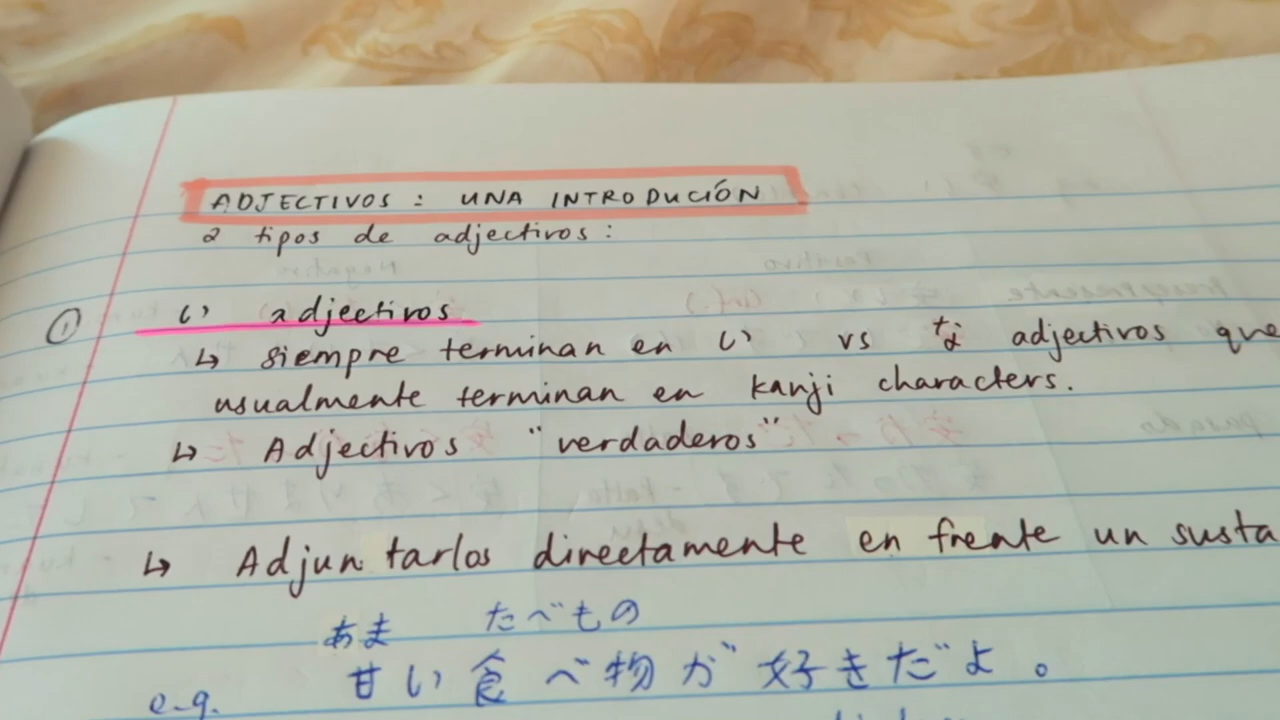 ADJECTIVOS : UNA INTRODUCIÓN
2 tipos de adjectivos :
① い adjectivos
↳ siempre terminan en い vs な adjectivos que
usualmente terminan en kanji characters.
↳ Adjectivos "verdaderos"
↳ Adjuntarlos directamente en frente un susta
あま たべもの
e.g. 甘い食べ物が好きだよ。